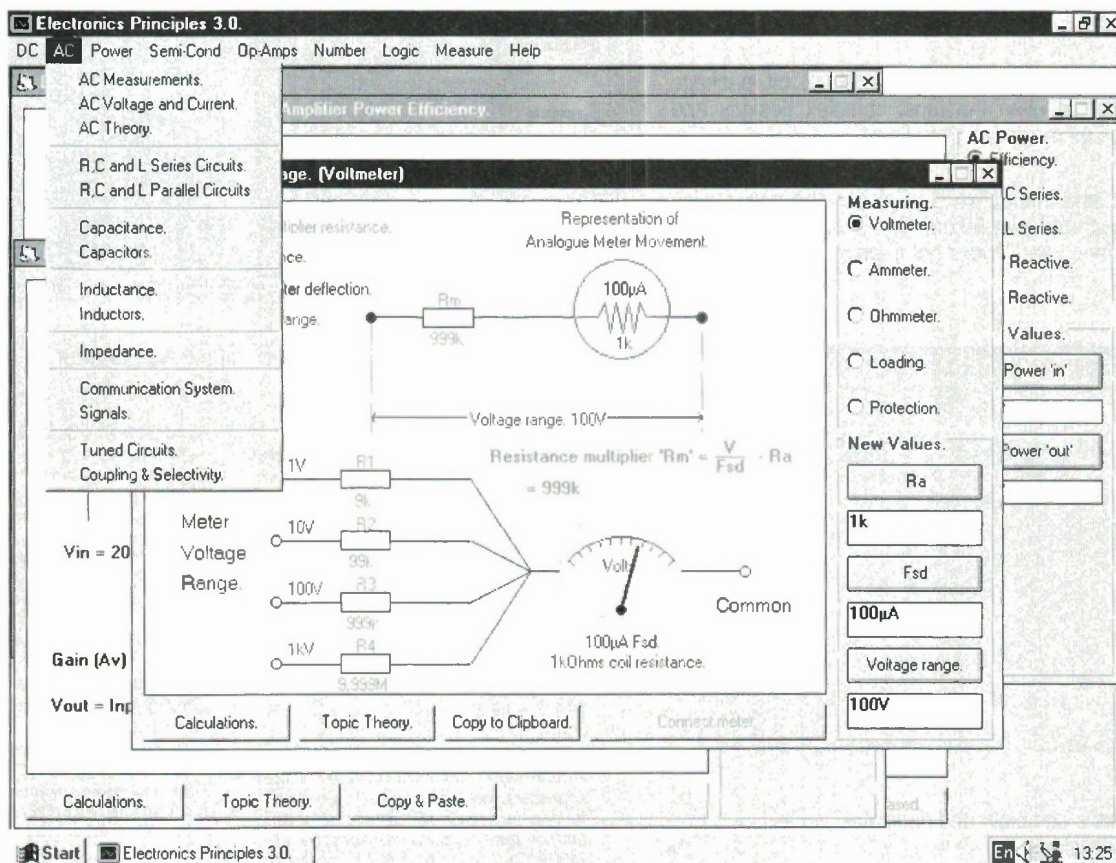 Electronics Principles 3.0.
DC AC Power Semi-Cond Op-Amps Number Logic Measure Help
AC Measurements.
AC Voltage and Current.
AC Theory.
R,C and L Series Circuits.
R,C and L Parallel Circuits
Capacitance.
Capacitors.
Inductance.
Inductors.
Impedance.
Communication System.
Signals.
Tuned Circuits.
Coupling & Selectivity.
Amplifier Power Efficiency.
AC Power.
Efficiency.
C Series.
L Series.
Reactive.
Reactive.
Values.
Power 'in'
Power 'out'
age. (Voltmeter)
plier resistance.
nce.
ter deflection.
ange.
Representation of
Analogue Meter Movement.
Rm
999k
100µA
1k
Voltage range. 100V
Resistance multiplier 'Rm' = V / Fsd - Ra
= 999k
Meter
Voltage
Range.
1V
R1
9k
10V
R2
99k
100V
R3
999k
1kV
R4
9.999M
Volts
Common
100µA Fsd.
1kOhms coil resistance.
Measuring.
Voltmeter.
Ammeter.
Ohmmeter.
Loading.
Protection.
New Values.
Ra
1k
Fsd
100µA
Voltage range.
100V
Calculations. Topic Theory. Copy to Clipboard. Connect meter.
Vin = 20
Gain (Av)
Vout = Inp
Calculations. Topic Theory. Copy & Paste.
ased.
Start Electronics Principles 3.0. En 13:25